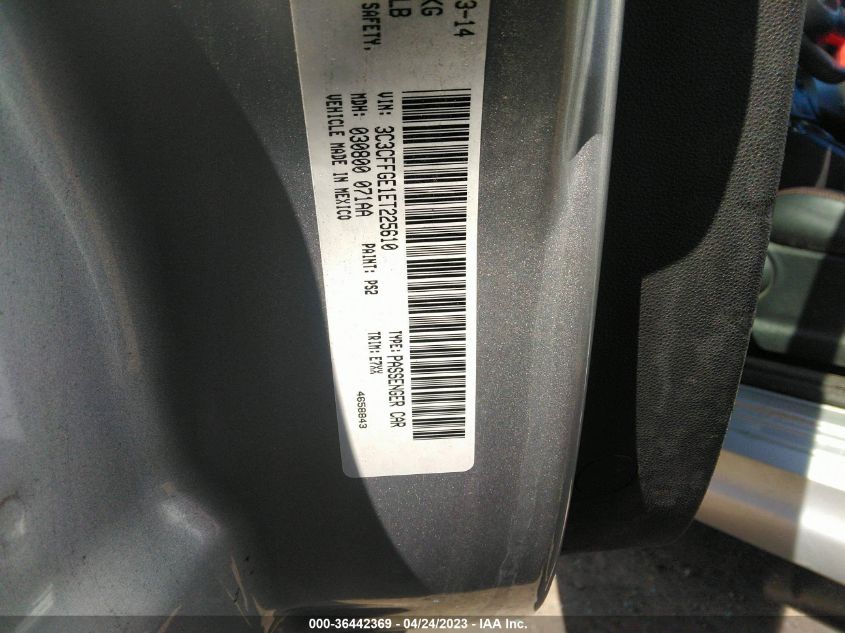 3-14
KG
LB
SAFETY,
VIN: 3C3CFFGE1ET225610
TYPE: PASSENGER CAR
MDH: 030800 071AA
PAINT: PS2
TRIM: E7XX
VEHICLE MADE IN MEXICO
4658843
000-36442369 / 04/24/2023 - IAA Inc.